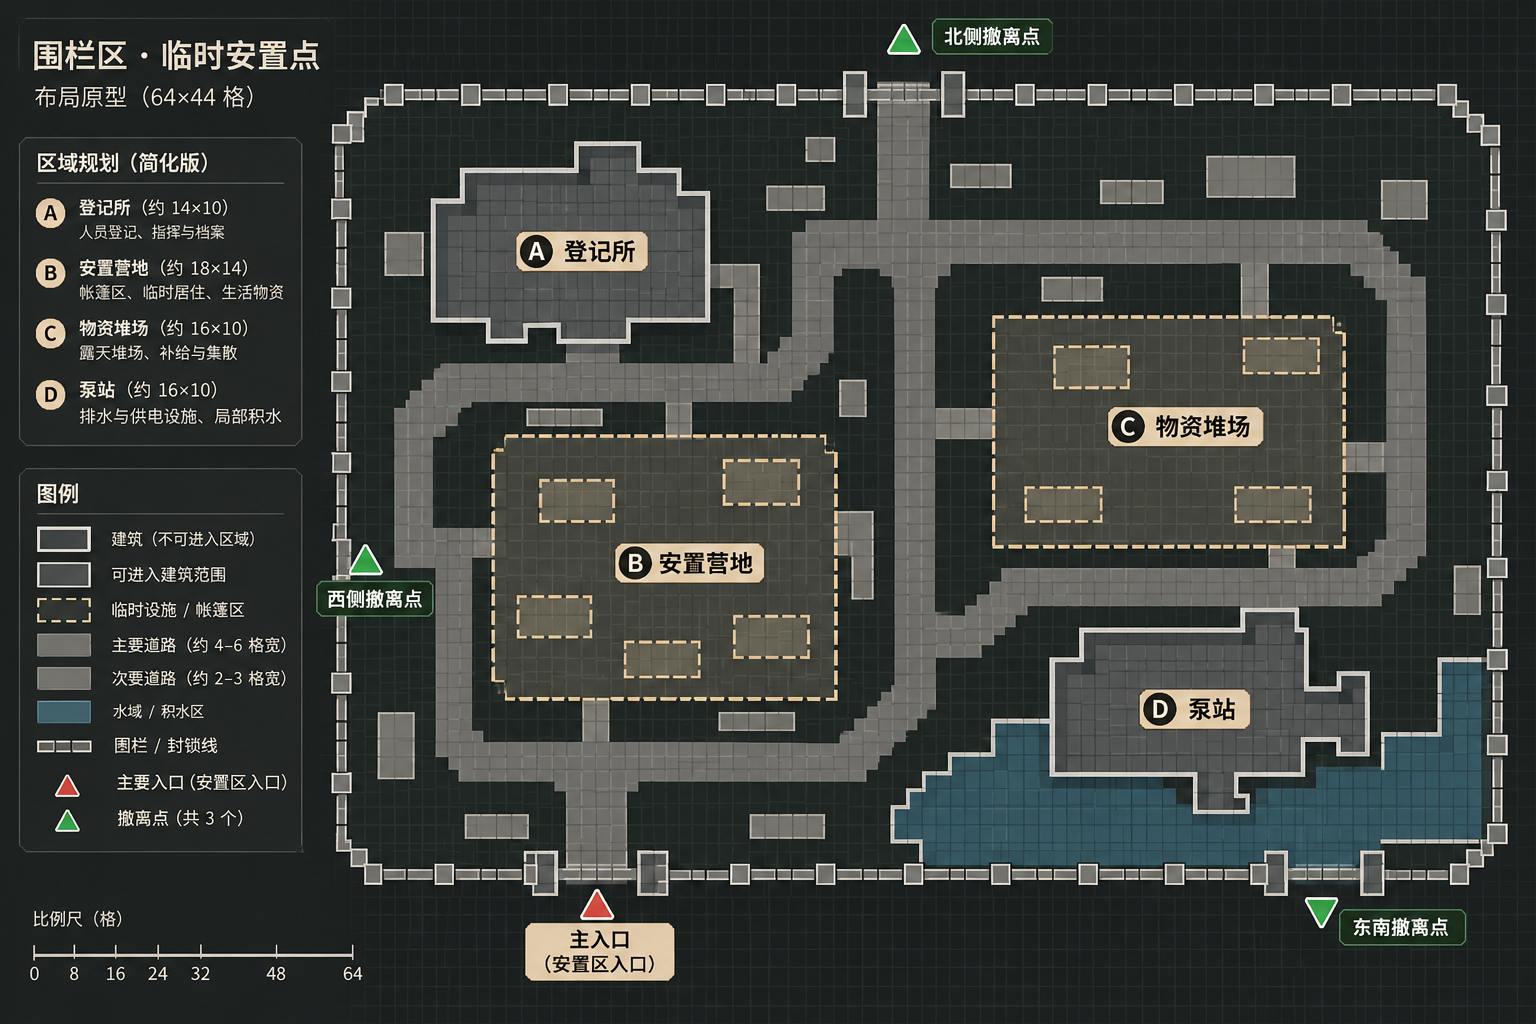 围栏区·临时安置点
布局原型（64×44 格）
区域规划（简化版）
A 登记所（约 14×10）
人员登记、指挥与档案
B 安置营地（约 18×14）
帐篷区、临时居住、生活物资
C 物资堆场（约 16×10）
露天堆场、补给与集散
D 泵站（约 16×10）
排水与供电设施、局部积水
图例
建筑（不可进入区域）
可进入建筑范围
临时设施 / 帐篷区
主要道路（约 4–6 格宽）
次要道路（约 2–3 格宽）
水域 / 积水区
围栏 / 封锁线
主要入口（安置区入口）
撤离点（共 3 个）
比例尺（格）
0 8 16 24 32 48 64
北侧撤离点
A 登记所
C 物资堆场
B 安置营地
西侧撤离点
D 泵站
主入口
（安置区入口）
东南撤离点